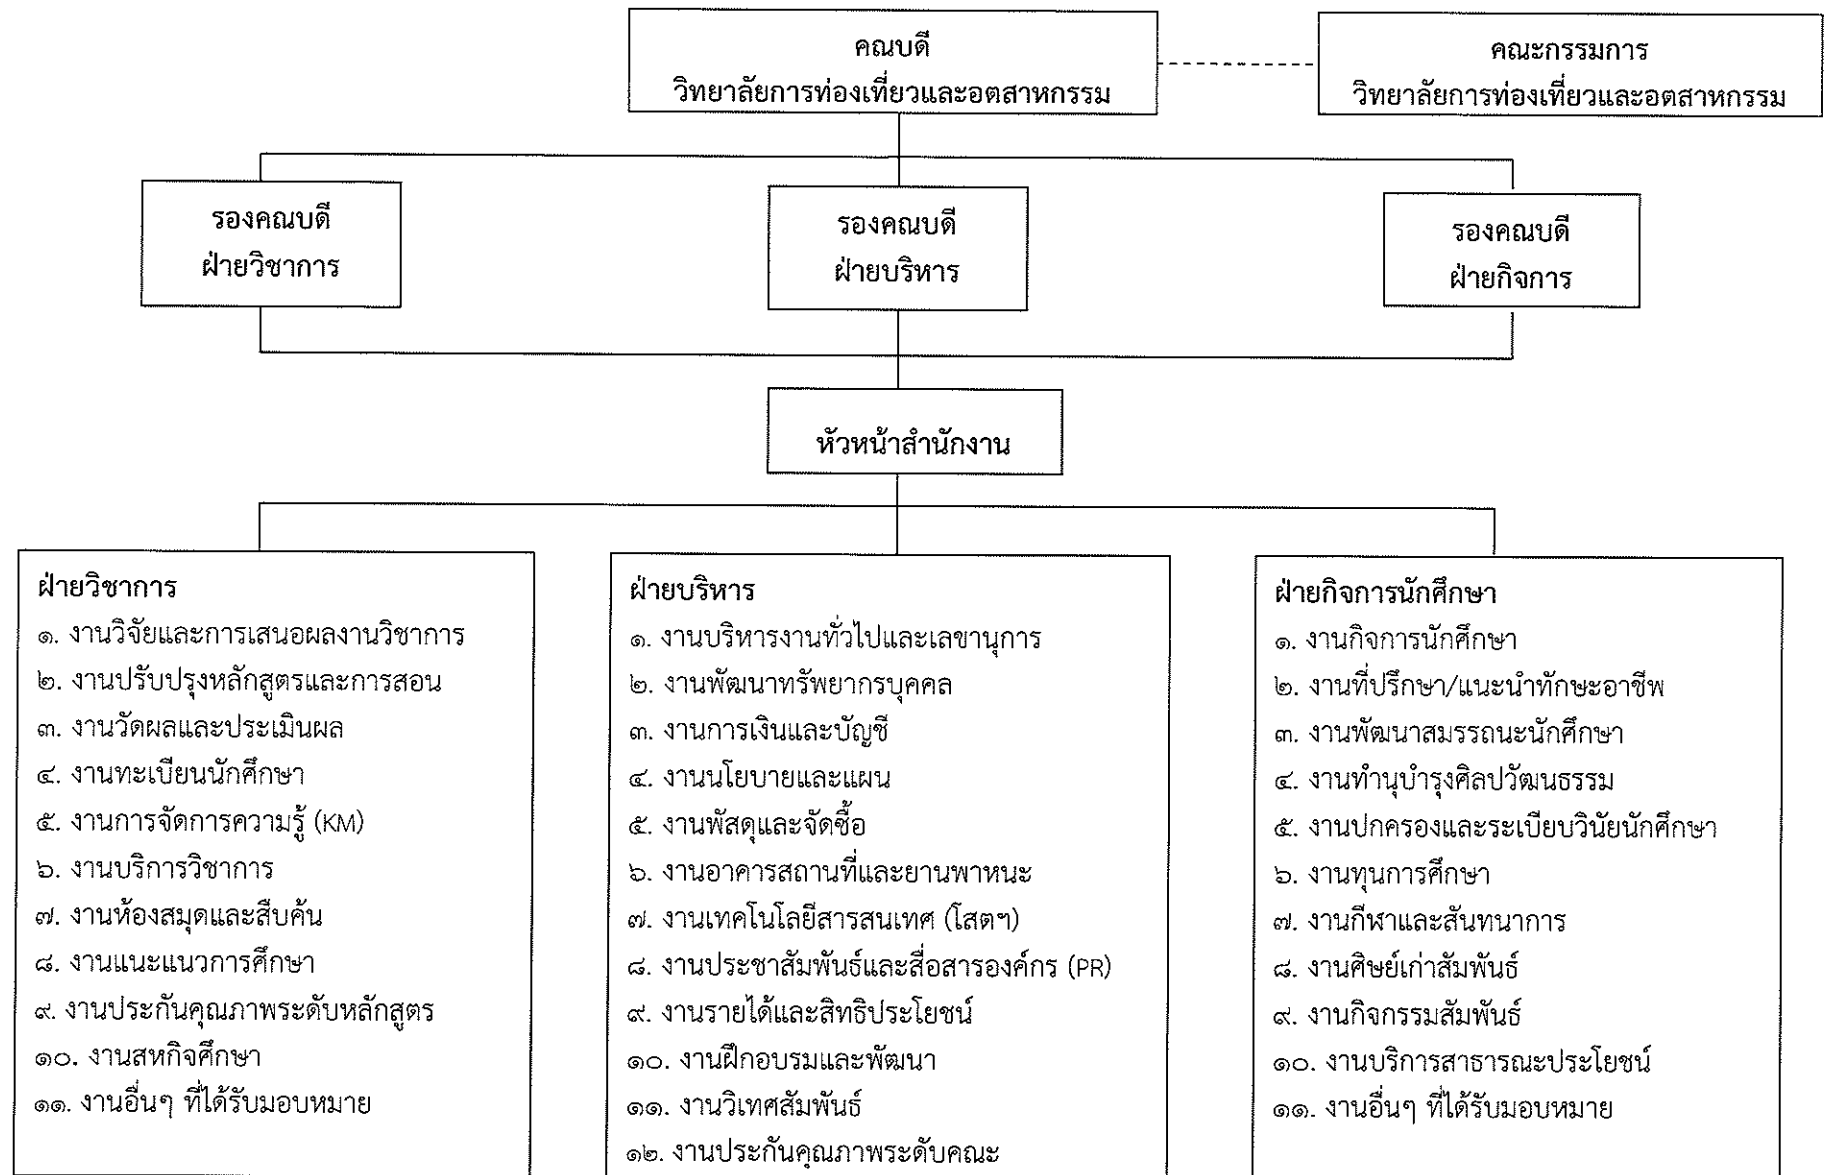 คณบดี
วิทยาลัยการท่องเที่ยวและอตสาหกรรม
คณะกรรมการ
วิทยาลัยการท่องเที่ยวและอตสาหกรรม
รองคณบดี
ฝ่ายวิชาการ
รองคณบดี
ฝ่ายบริหาร
รองคณบดี
ฝ่ายกิจการ
หัวหน้าสำนักงาน
ฝ่ายวิชาการ
๑. งานวิจัยและการเสนอผลงานวิชาการ
๒. งานปรับปรุงหลักสูตรและการสอน
๓. งานวัดผลและประเมินผล
๔. งานทะเบียนนักศึกษา
๕. งานการจัดการความรู้ (KM)
๖. งานบริการวิชาการ
๗. งานห้องสมุดและสืบค้น
๘. งานแนะแนวการศึกษา
๙. งานประกันคุณภาพระดับหลักสูตร
๑๐. งานสหกิจศึกษา
๑๑. งานอื่นๆ ที่ได้รับมอบหมาย
ฝ่ายบริหาร
๑. งานบริหารงานทั่วไปและเลขานุการ
๒. งานพัฒนาทรัพยากรบุคคล
๓. งานการเงินและบัญชี
๔. งานนโยบายและแผน
๕. งานพัสดุและจัดซื้อ
๖. งานอาคารสถานที่และยานพาหนะ
๗. งานเทคโนโลยีสารสนเทศ (โสตฯ)
๘. งานประชาสัมพันธ์และสื่อสารองค์กร (PR)
๙. งานรายได้และสิทธิประโยชน์
๑๐. งานฝึกอบรมและพัฒนา
๑๑. งานวิเทศสัมพันธ์
๑๒. งานประกันคุณภาพระดับคณะ
ฝ่ายกิจการนักศึกษา
๑. งานกิจการนักศึกษา
๒. งานที่ปรึกษา/แนะนำทักษะอาชีพ
๓. งานพัฒนาสมรรถนะนักศึกษา
๔. งานทำนุบำรุงศิลปวัฒนธรรม
๕. งานปกครองและระเบียบวินัยนักศึกษา
๖. งานทุนการศึกษา
๗. งานกีฬาและสันทนาการ
๘. งานศิษย์เก่าสัมพันธ์
๙. งานกิจกรรมสัมพันธ์
๑๐. งานบริการสาธารณะประโยชน์
๑๑. งานอื่นๆ ที่ได้รับมอบหมาย